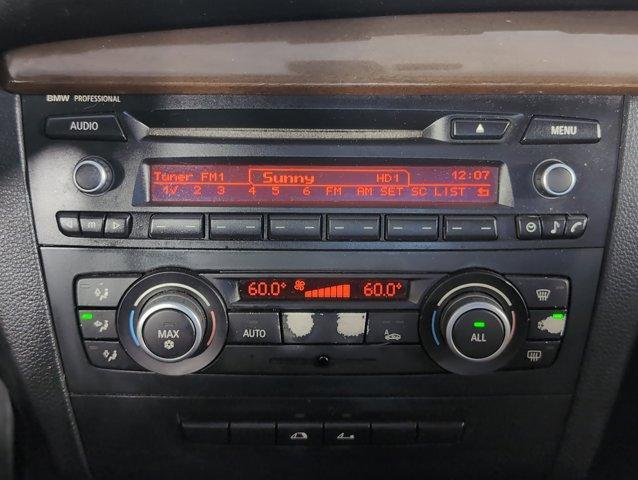 BMW PROFESSIONAL
AUDIO
MENU
Tuner FM1 Sunny HD1 12:07
1√ 2 3 4 5 6 FM AM SET SC LIST
m
60.0° 60.0°
MAX
AUTO
A
ALL